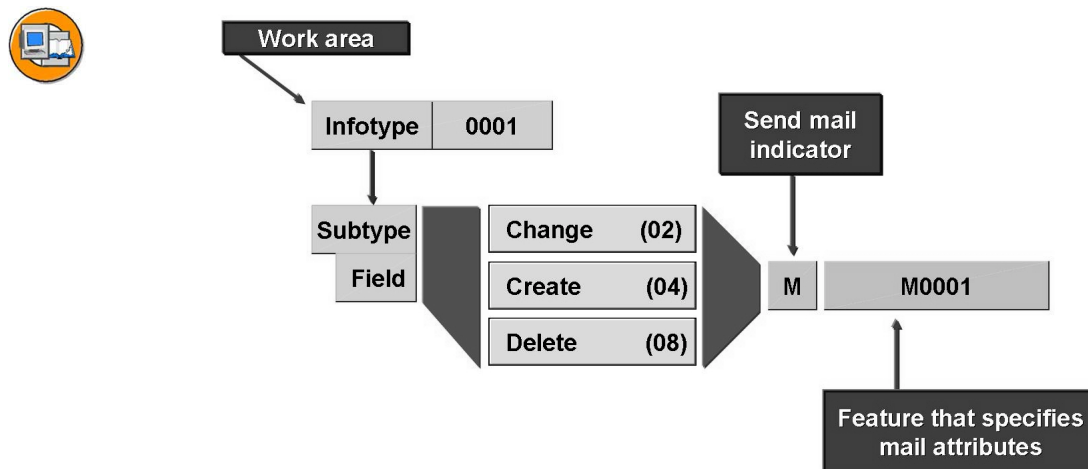 Work area
Infotype 0001
Send mail
indicator
Subtype
Field
Change (02)
Create (04)
Delete (08)
M M0001
Feature that specifies
mail attributes